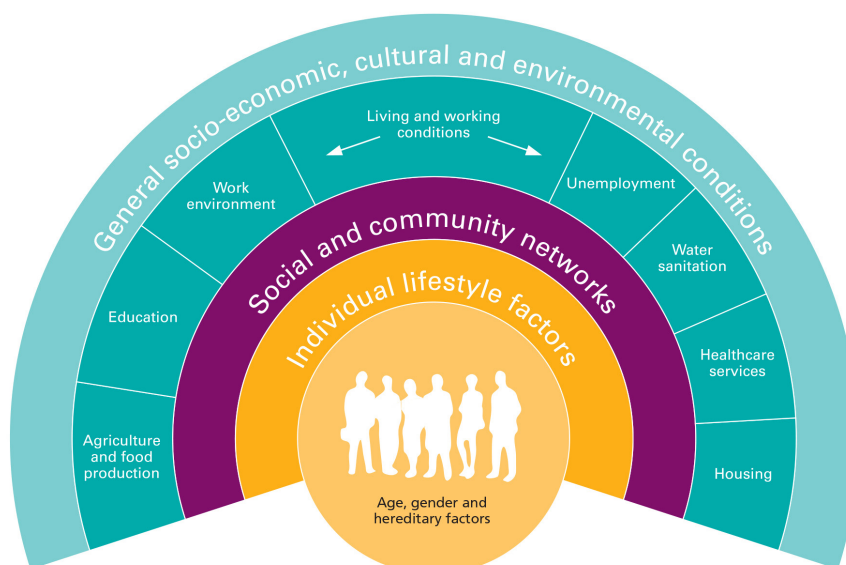 General socio-economic, cultural and environmental conditions
Living and working
conditions
Work
environment
Unemployment
Education
Water
sanitation
Agriculture
and food
production
Healthcare
services
Housing
Social and community networks
Individual lifestyle factors
Age, gender and
hereditary factors